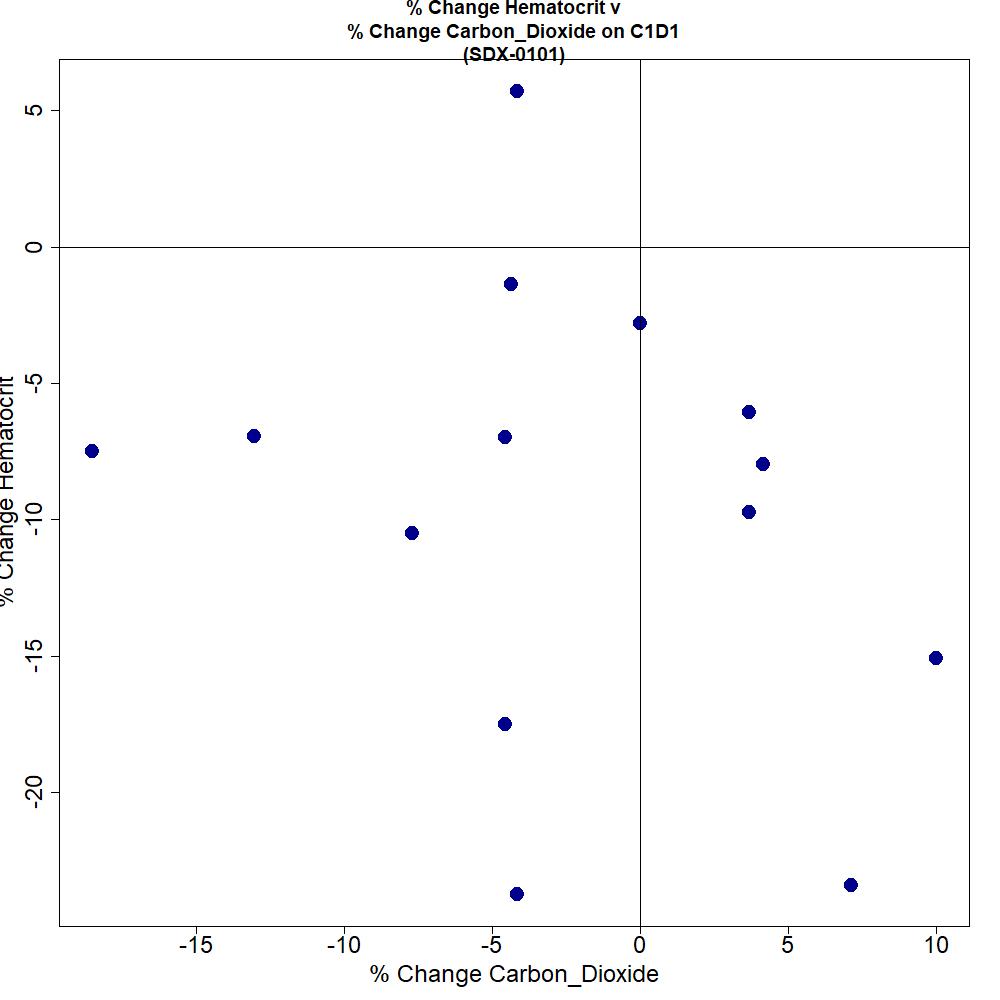 % Change Hematocrit v
% Change Carbon_Dioxide on C1D1
(SDX-0101)
% Change Hematocrit
5
0
-5
-10
-15
-20
-15
-10
-5
0
5
10
% Change Carbon_Dioxide